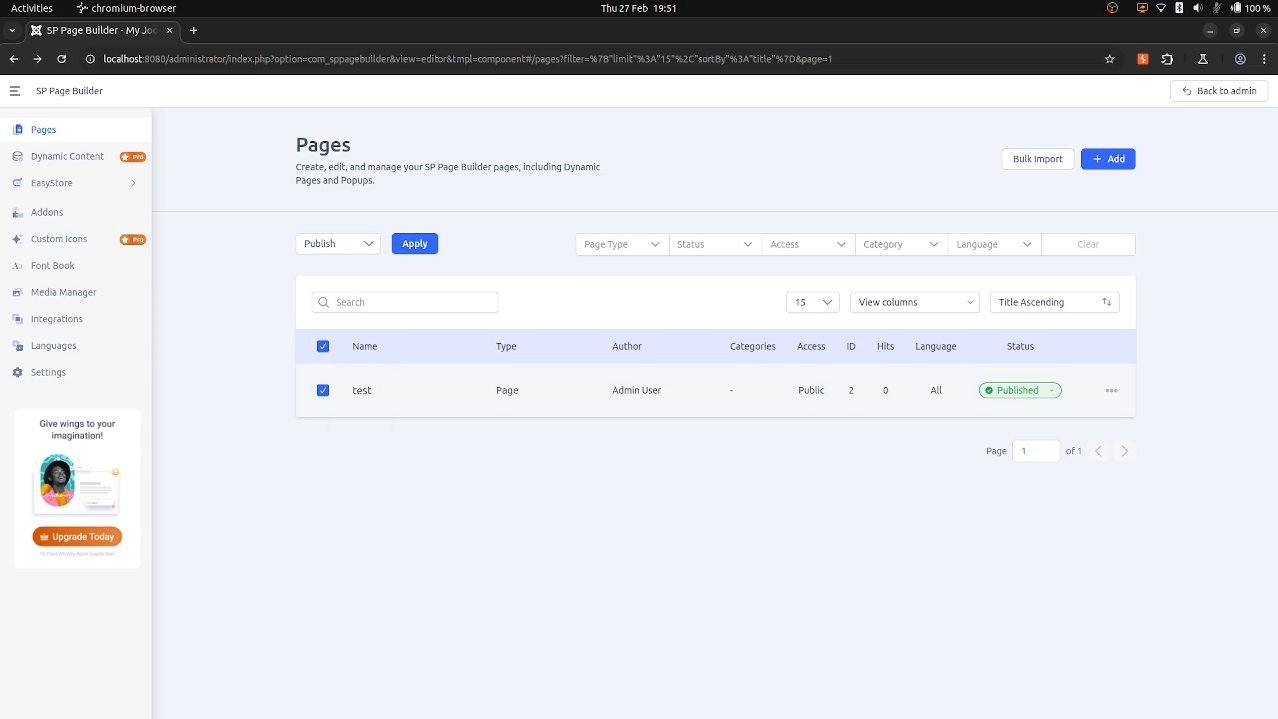 Activities
chromium-browser
Thu 27 Feb 19:51
100 %
SP Page Builder - My Joo
localhost:8080/administrator/index.php?option=com_sppagebuilder&view=editor&tmpl=component#/pages?filter=%7B"limit"%3A"15"%2C"sortBy"%3A"title"%7D&page=1
SP Page Builder
Back to admin
Pages
Dynamic Content Pro
EasyStore
Addons
Custom Icons Pro
Font Book
Media Manager
Integrations
Languages
Settings
Give wings to your
imagination!
Upgrade Today
15 Days Money Back Guarantee
Pages
Create, edit, and manage your SP Page Builder pages, including Dynamic
Pages and Popups.
Bulk Import
Add
Publish
Apply
Page Type
Status
Access
Category
Language
Clear
Search
15
View columns
Title Ascending
Name Type Author Categories Access ID Hits Language Status
test Page Admin User - Public 2 0 All Published
Page 1 of 1